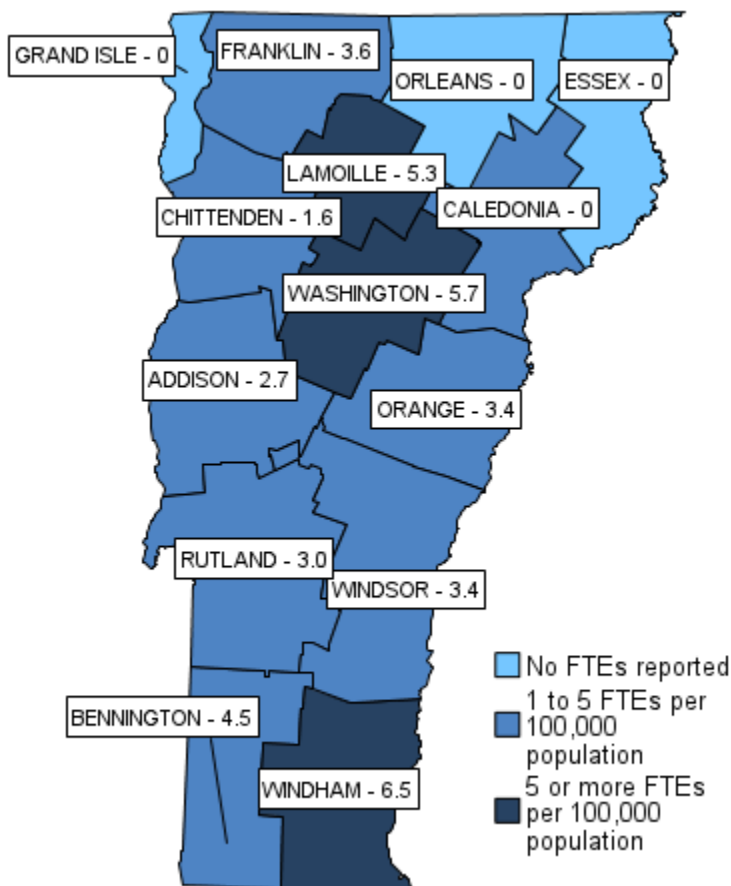 GRAND ISLE - 0
FRANKLIN - 3.6
ORLEANS - 0
ESSEX - 0
LAMOILLE - 5.3
CHITTENDEN - 1.6
CALEDONIA - 0
WASHINGTON - 5.7
ADDISON - 2.7
ORANGE - 3.4
RUTLAND - 3.0
WINDSOR - 3.4
BENNINGTON - 4.5
WINDHAM - 6.5
No FTEs reported
1 to 5 FTEs per
100,000
population
5 or more FTEs
per 100,000
population